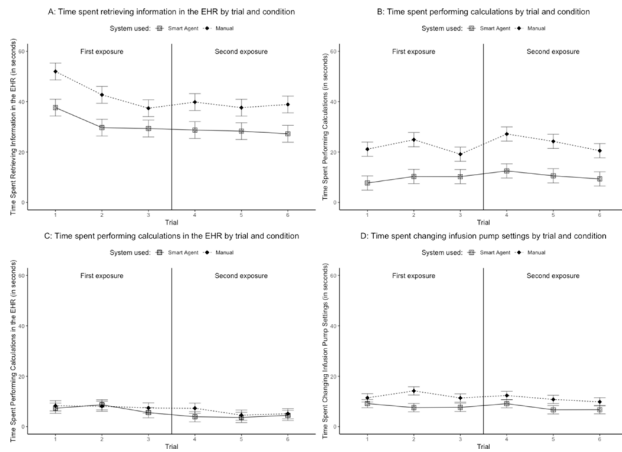 A: Time spent retrieving information in the EHR by trial and condition
System used: Smart Agent Manual
First exposure Second exposure
Time Spent Retrieving Information in the EHR (in seconds)
60
40
20
0
1 2 3 4 5 6
Trial
B: Time spent performing calculations by trial and condition
System used: Smart Agent Manual
First exposure Second exposure
Time Spent Performing Calculations (in seconds)
60
40
20
0
1 2 3 4 5 6
Trial
C: Time spent performing calculations in the EHR by trial and condition
System used: Smart Agent Manual
First exposure Second exposure
Time Spent Performing Calculations in the EHR (in seconds)
60
40
20
0
1 2 3 4 5 6
Trial
D: Time spent changing infusion pump settings by trial and condition
System used: Smart Agent Manual
First exposure Second exposure
Time Spent Changing Infusion Pump Settings (in seconds)
60
40
20
0
1 2 3 4 5 6
Trial